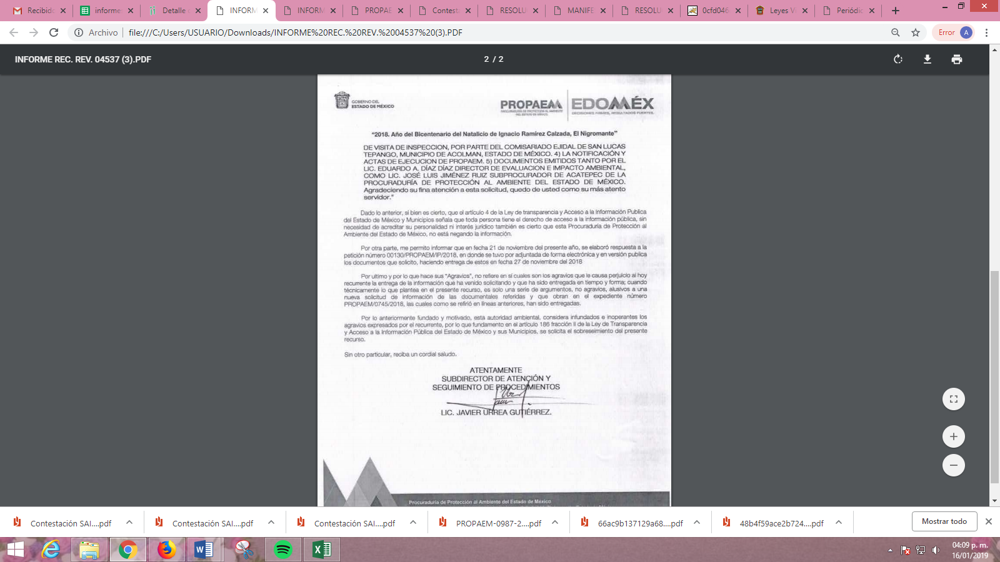 Recibido
informe
Detalle
INFORM
INFORM
PROPAE
Contest
RESOLU
MANIFE
RESOLU
0cfd046
Leyes V
Periódic
Archivo
file:///C:/Users/USUARIO/Downloads/INFORME%20REC.%20REV.%2004537%20(3).PDF
Error
A
INFORME REC. REV. 04537 (3).PDF
2 / 2
GOBIERNO DEL
ESTADO DE MÉXICO
PROPAEM
PROCURADURÍA DE PROTECCIÓN AL AMBIENTE
DEL ESTADO DE MÉXICO
EDOMÉX
DECISIONES FIRMES, RESULTADOS FUERTES.
“2018. Año del Bicentenario del Natalicio de Ignacio Ramírez Calzada, El Nigromante”
DE VISITA DE INSPECCION, POR PARTE DEL COMISARIADO EJIDAL DE SAN LUCAS
TEPANGO, MUNICIPIO DE ACOLMAN, ESTADO DE MÉXICO. 4) LA NOTIFICACIÓN Y
ACTAS DE EJECUCION DE PROPAEM. 5) DOCUMENTOS EMITIDOS TANTO POR EL
LIC. EDUARDO A. DÍAZ DÍAZ DIRECTOR DE EVALUACION E IMPACTO AMBIENTAL,
COMO LIC. JOSÉ LUIS JIMÉNEZ RUIZ SUBPROCURADOR DE ACATEPEC DE LA
PROCURADURÍA DE PROTECCIÓN AL AMBIENTE DEL ESTADO DE MÉXICO.
Agradeciendo su fina atención a esta solicitud, quedo de usted como su más atento
servidor."
Dado lo anterior, si bien es cierto, que el artículo 4 de la Ley de transparencia y Acceso a la Información Publica
del Estado de México y Municipios señala que toda persona tiene el derecho de acceso a la información pública, sin
necesidad de acreditar su personalidad ni interés jurídico también es cierto que esta Procuraduría de Protección al
Ambiente del Estado de México, no está negando la información.
Por otra parte, me permito informar que en fecha 21 de noviembre del presente año, se elaboró respuesta a la
petición número 00130/PROPAEM/IP/2018, en donde se tuvo por adjuntada de forma electrónica y en versión publica
los documentos que solicito, haciendo entrega de estos en fecha 27 de noviembre del 2018
Por ultimo y por lo que hace sus “Agravios”, no refiere en sí cuales son los agravios que le causa perjuicio al hoy
recurrente la entrega de la información que ha venido solicitando y que ha sido entregada en tiempo y forma; cuando
técnicamente lo que plantea en el presente recurso, es solo una serie de argumentos, no agravios, alusivos a una
nueva solicitud de información de las documentales referidas y que obran en el expediente número
PROPAEM/0745/2018, las cuales como se refirió en líneas anteriores, han sido entregadas.
Por lo anteriormente fundado y motivado, está autoridad ambiental, considera infundados e inoperantes los
agravios expresados por el recurrente, por lo que fundamento en el artículo 186 fracción II de la Ley de Transparencia
y Acceso a la Información Pública del Estado de México y sus Municipios, se solicita el sobreseimiento del presente
recurso.
Sin otro particular, reciba un cordial saludo.
ATENTAMENTE
SUBDIRECTOR DE ATENCIÓN Y
SEGUIMIENTO DE PROCEDIMIENTOS
LIC. JAVIER URREA GUTIÉRREZ.
Procuraduría de Protección al Ambiente del Estado de México
Contestación SAI....pdf
Contestación SAI....pdf
Contestación SAI....pdf
PROPAEM-0987-2....pdf
66ac9b137129a68....pdf
48b4f59ace2b724....pdf
Mostrar todo
04:09 p. m.
16/01/2019